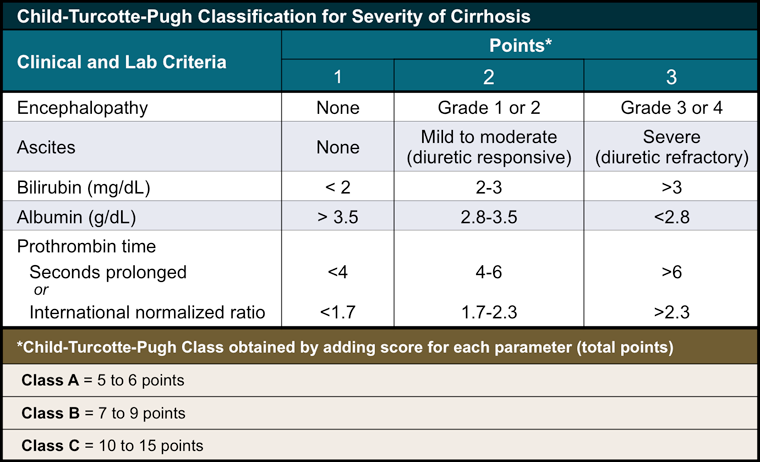 Child-Turcotte-Pugh Classification for Severity of Cirrhosis
Clinical and Lab Criteria
Points*
1 2 3
Encephalopathy None Grade 1 or 2 Grade 3 or 4
Ascites None Mild to moderate (diuretic responsive) Severe (diuretic refractory)
Bilirubin (mg/dL) < 2 2-3 >3
Albumin (g/dL) > 3.5 2.8-3.5 <2.8
Prothrombin time
Seconds prolonged <4 4-6 >6
or
International normalized ratio <1.7 1.7-2.3 >2.3
*Child-Turcotte-Pugh Class obtained by adding score for each parameter (total points)
Class A = 5 to 6 points
Class B = 7 to 9 points
Class C = 10 to 15 points